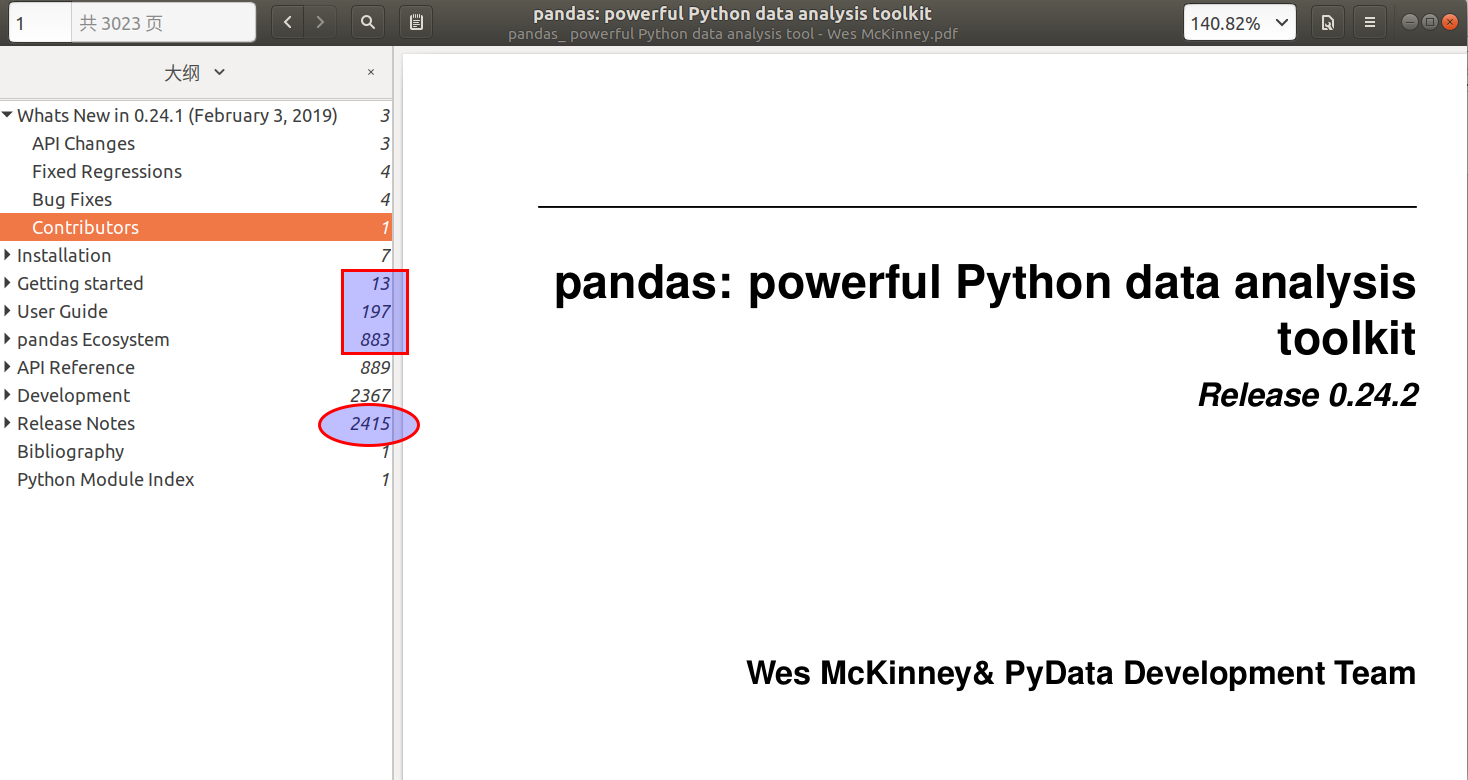 1 共 3023 页
pandas: powerful Python data analysis toolkit
pandas_ powerful Python data analysis tool - Wes McKinney.pdf
140.82%
大纲 ×
Whats New in 0.24.1 (February 3, 2019) 3
API Changes 3
Fixed Regressions 4
Bug Fixes 4
Contributors 1
Installation 7
Getting started 13
User Guide 197
pandas Ecosystem 883
API Reference 889
Development 2367
Release Notes 2415
Bibliography 1
Python Module Index 1
pandas: powerful Python data analysis
toolkit
Release 0.24.2
Wes McKinney& PyData Development Team